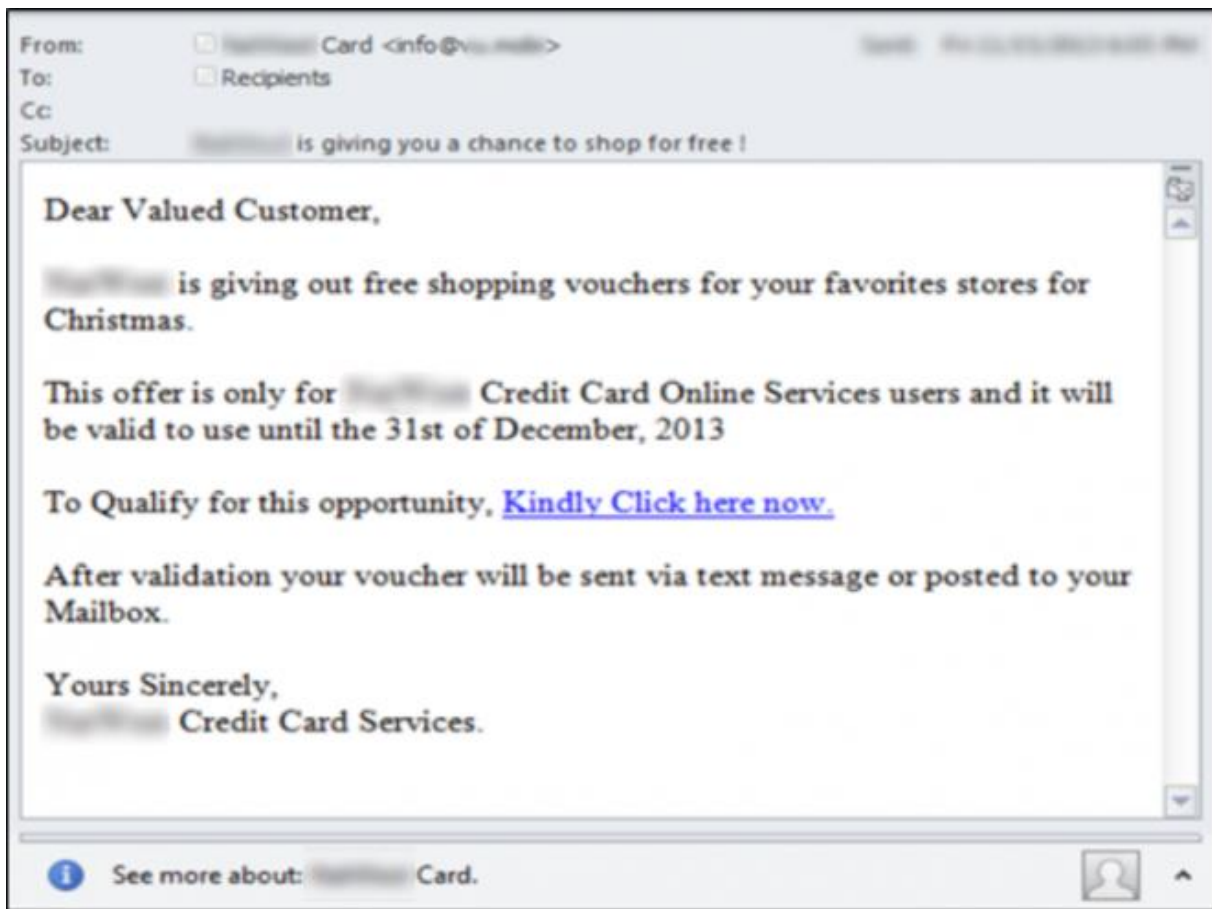 From: Card <info@
To: Recipients
Cc:
Subject: is giving you a chance to shop for free !
Dear Valued Customer,
is giving out free shopping vouchers for your favorites stores for
Christmas.
This offer is only for Credit Card Online Services users and it will
be valid to use until the 31st of December, 2013
To Qualify for this opportunity, Kindly Click here now.
After validation your voucher will be sent via text message or posted to your
Mailbox.
Yours Sincerely,
Credit Card Services.
See more about: Card.